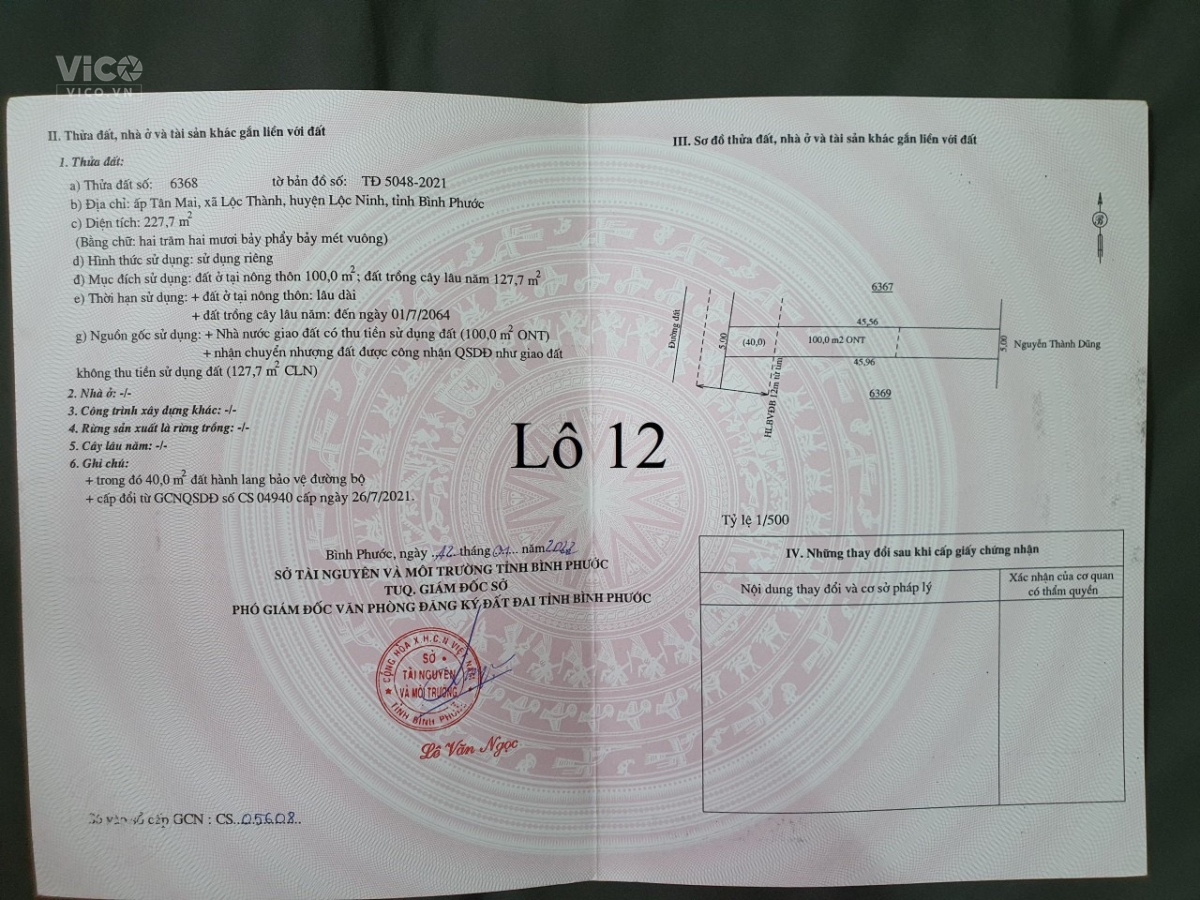 VICO
VICO.VN
II. Thửa đất, nhà ở và tài sản khác gắn liền với đất
1. Thửa đất:
a) Thửa đất số: 6368 tờ bản đồ số: TĐ 5048-2021
b) Địa chỉ: ấp Tân Mai, xã Lộc Thành, huyện Lộc Ninh, tỉnh Bình Phước
c) Diện tích: 227,7 m²
(Bằng chữ: hai trăm hai mươi bảy phẩy bảy mét vuông)
d) Hình thức sử dụng: sử dụng riêng
đ) Mục đích sử dụng: đất ở tại nông thôn 100,0 m²; đất trồng cây lâu năm 127,7 m²
e) Thời hạn sử dụng: + đất ở tại nông thôn: lâu dài
+ đất trồng cây lâu năm: đến ngày 01/7/2064
g) Nguồn gốc sử dụng: + Nhà nước giao đất có thu tiền sử dụng đất (100,0 m² ONT)
+ nhận chuyển nhượng đất được công nhận QSDĐ như giao đất
không thu tiền sử dụng đất (127,7 m² CLN)
2. Nhà ở: -/-
3. Công trình xây dựng khác: -/-
4. Rừng sản xuất là rừng trồng: -/-
5. Cây lâu năm: -/-
6. Ghi chú:
+ trong đó 40,0 m² đất hành lang bảo vệ đường bộ
+ cấp đổi từ GCNQSDĐ số CS 04940 cấp ngày 26/7/2021.
Bình Phước, ngày 12 tháng 01 năm 2022
SỞ TÀI NGUYÊN VÀ MÔI TRƯỜNG TỈNH BÌNH PHƯỚC
TUQ. GIÁM ĐỐC SỞ
PHÓ GIÁM ĐỐC VĂN PHÒNG ĐĂNG KÝ ĐẤT ĐAI TỈNH BÌNH PHƯỚC
CỘNG HÒA X.H.C.N VIỆT NAM
SỞ
TÀI NGUYÊN
VÀ MÔI TRƯỜNG
TỈNH BÌNH PHƯỚC
Lê Văn Ngọc
Số vào sổ cấp GCN : CS..05608..
Lô 12
III. Sơ đồ thửa đất, nhà ở và tài sản khác gắn liền với đất
6367
Đường đất
45,56
5,00
(40,0)
100,0 m2 ONT
5,00
Nguyễn Thành Dũng
45,96
HLBVĐB 12m từ tim
6369
Tỷ lệ 1/500
IV. Những thay đổi sau khi cấp giấy chứng nhận
Nội dung thay đổi và cơ sở pháp lý
Xác nhận của cơ quan
có thẩm quyền